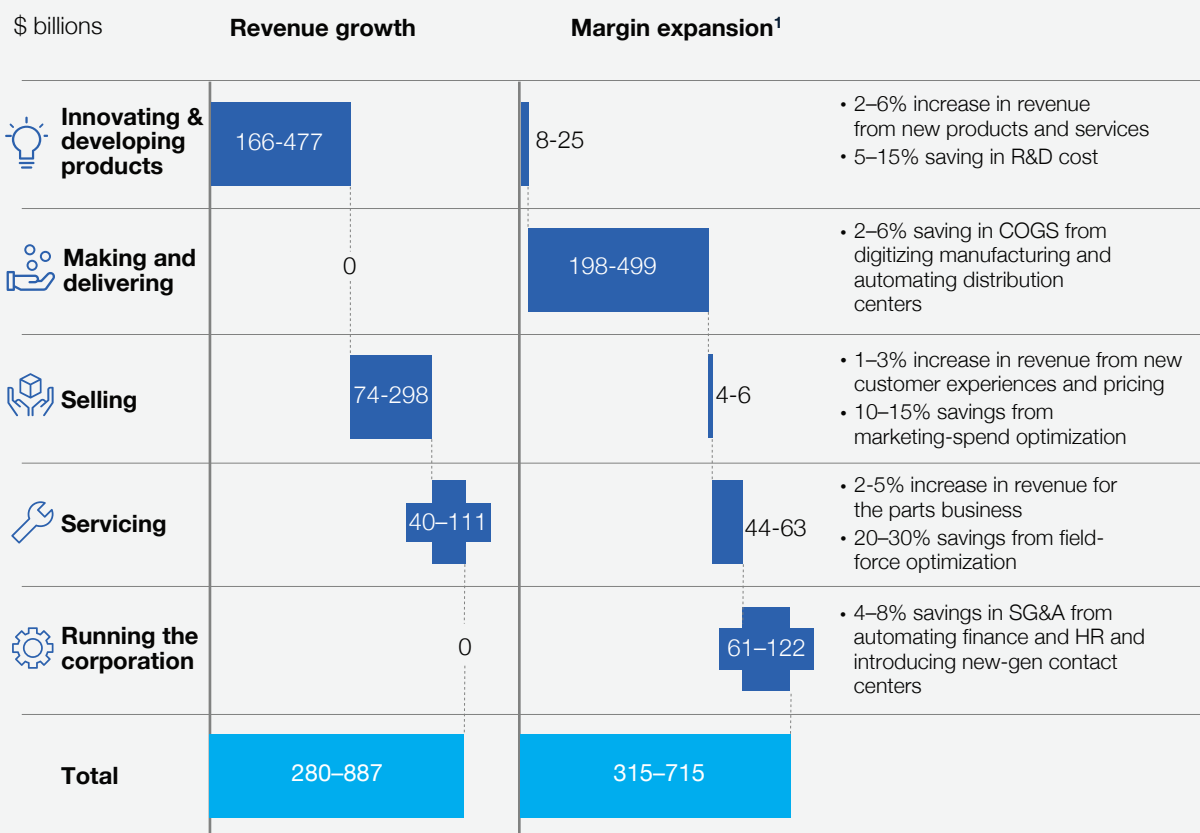 $ billions
Revenue growth
Margin expansion¹
Innovating &
developing
products
166-477
8-25
• 2–6% increase in revenue
from new products and services
• 5–15% saving in R&D cost
Making and
delivering
0
198-499
• 2–6% saving in COGS from
digitizing manufacturing and
automating distribution
centers
Selling
74-298
4-6
• 1–3% increase in revenue from new
customer experiences and pricing
• 10–15% savings from
marketing-spend optimization
Servicing
40–111
44-63
• 2-5% increase in revenue for
the parts business
• 20–30% savings from field-
force optimization
Running the
corporation
0
61–122
• 4–8% savings in SG&A from
automating finance and HR and
introducing new-gen contact
centers
Total
280–887
315–715